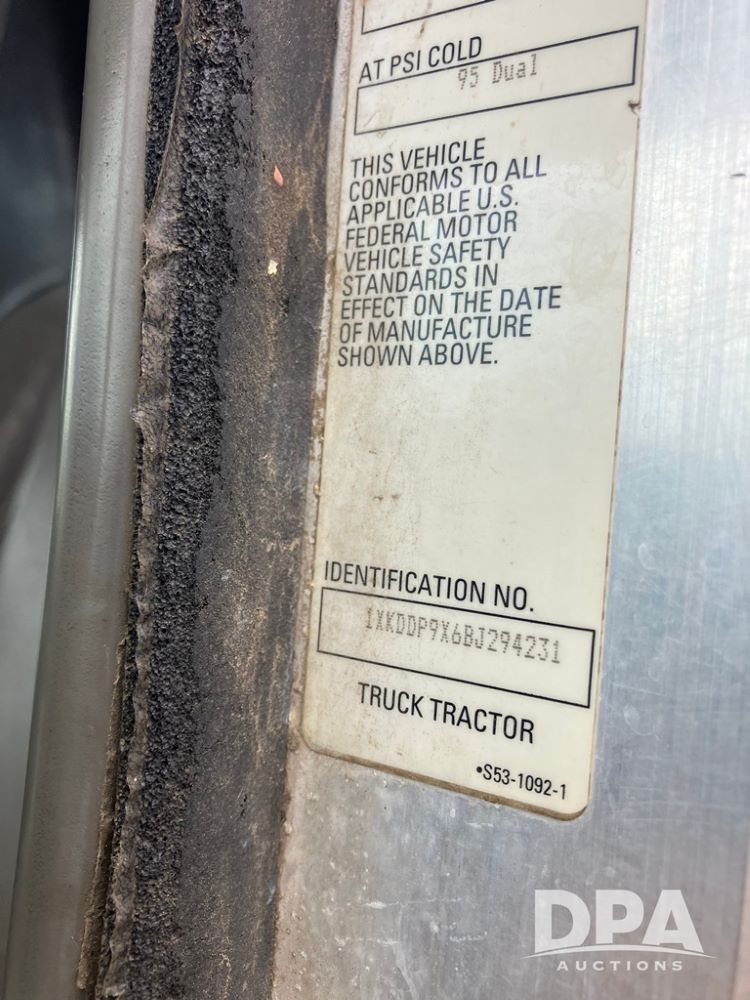 AT PSI COLD
95 Dual
THIS VEHICLE
CONFORMS TO ALL
APPLICABLE U.S.
FEDERAL MOTOR
VEHICLE SAFETY
STANDARDS IN
EFFECT ON THE DATE
OF MANUFACTURE
SHOWN ABOVE.
IDENTIFICATION NO.
1XKDDP9X6BJ294231
TRUCK TRACTOR
•S53-1092-1
DPA
AUCTIONS